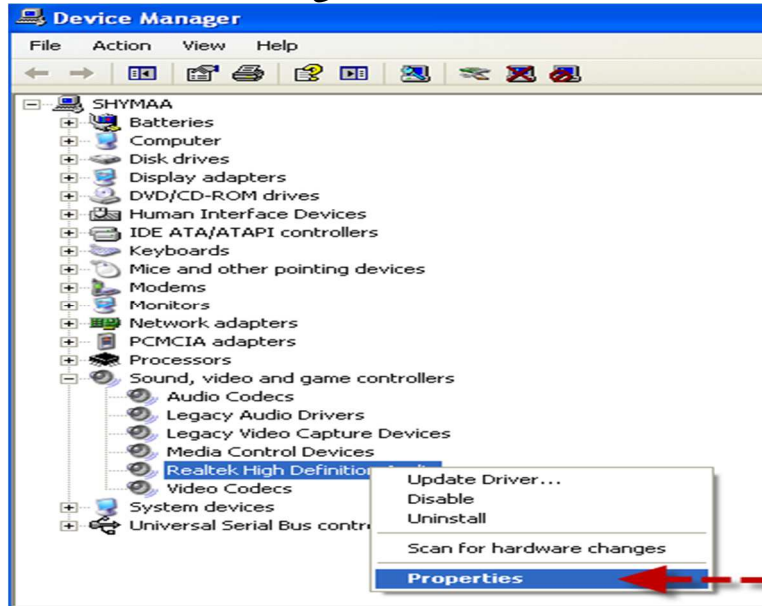 Device Manager
File Action View Help
SHYMAA
Batteries
Computer
Disk drives
Display adapters
DVD/CD-ROM drives
Human Interface Devices
IDE ATA/ATAPI controllers
Keyboards
Mice and other pointing devices
Modems
Monitors
Network adapters
PCMCIA adapters
Processors
Sound, video and game controllers
Audio Codecs
Legacy Audio Drivers
Legacy Video Capture Devices
Media Control Devices
Realtek High Definition
Video Codecs
System devices
Universal Serial Bus
Update Driver...
Disable
Uninstall
Scan for hardware changes
Properties